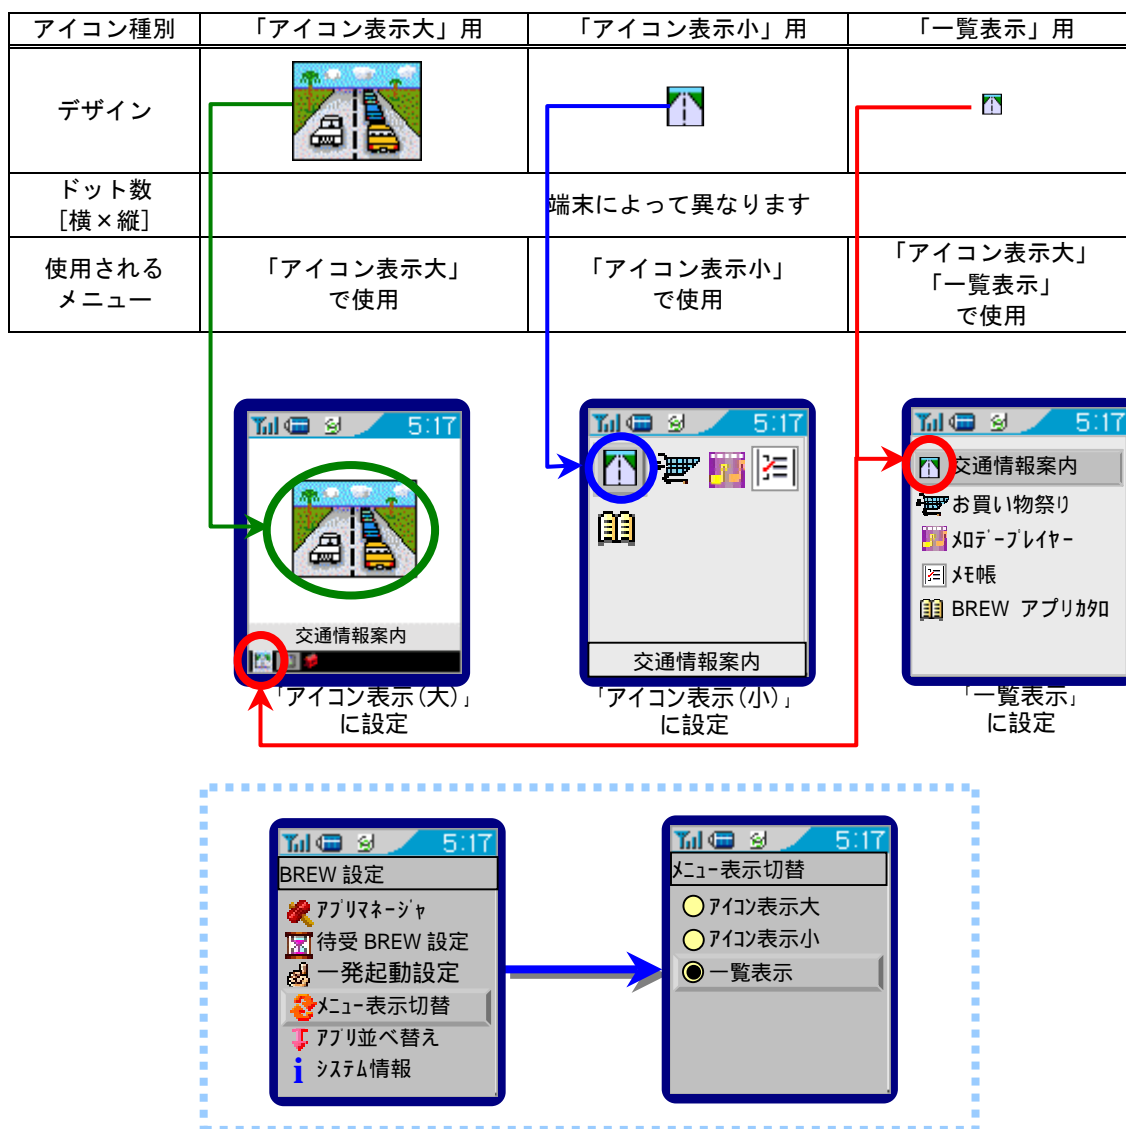 アイコン種別 「アイコン表示大」用 「アイコン表示小」用 「一覧表示」用
デザイン
ドット数
[横×縦]
端末によって異なります
使用される
メニュー
「アイコン表示大」
で使用
「アイコン表示小」
で使用
「アイコン表示大」
「一覧表示」
で使用
5:17
交通情報案内
「アイコン表示(大)」
に設定
5:17
交通情報案内
「アイコン表示(小)」
に設定
5:17
交通情報案内
お買い物祭り
ﾒﾛﾃﾞｰﾌﾟﾚｲﾔｰ
ﾒﾓ帳
BREW アプリｶﾀﾛ
「一覧表示」
に設定
5:17
BREW 設定
ｱﾌﾟﾘﾏﾈｰｼﾞｬ
待受 BREW 設定
一発起動設定
ﾒﾆｭｰ表示切替
ｱﾌﾟﾘ並べ替え
ｼｽﾃﾑ情報
5:17
ﾒﾆｭｰ表示切替
ｱｲｺﾝ表示大
ｱｲｺﾝ表示小
一覧表示